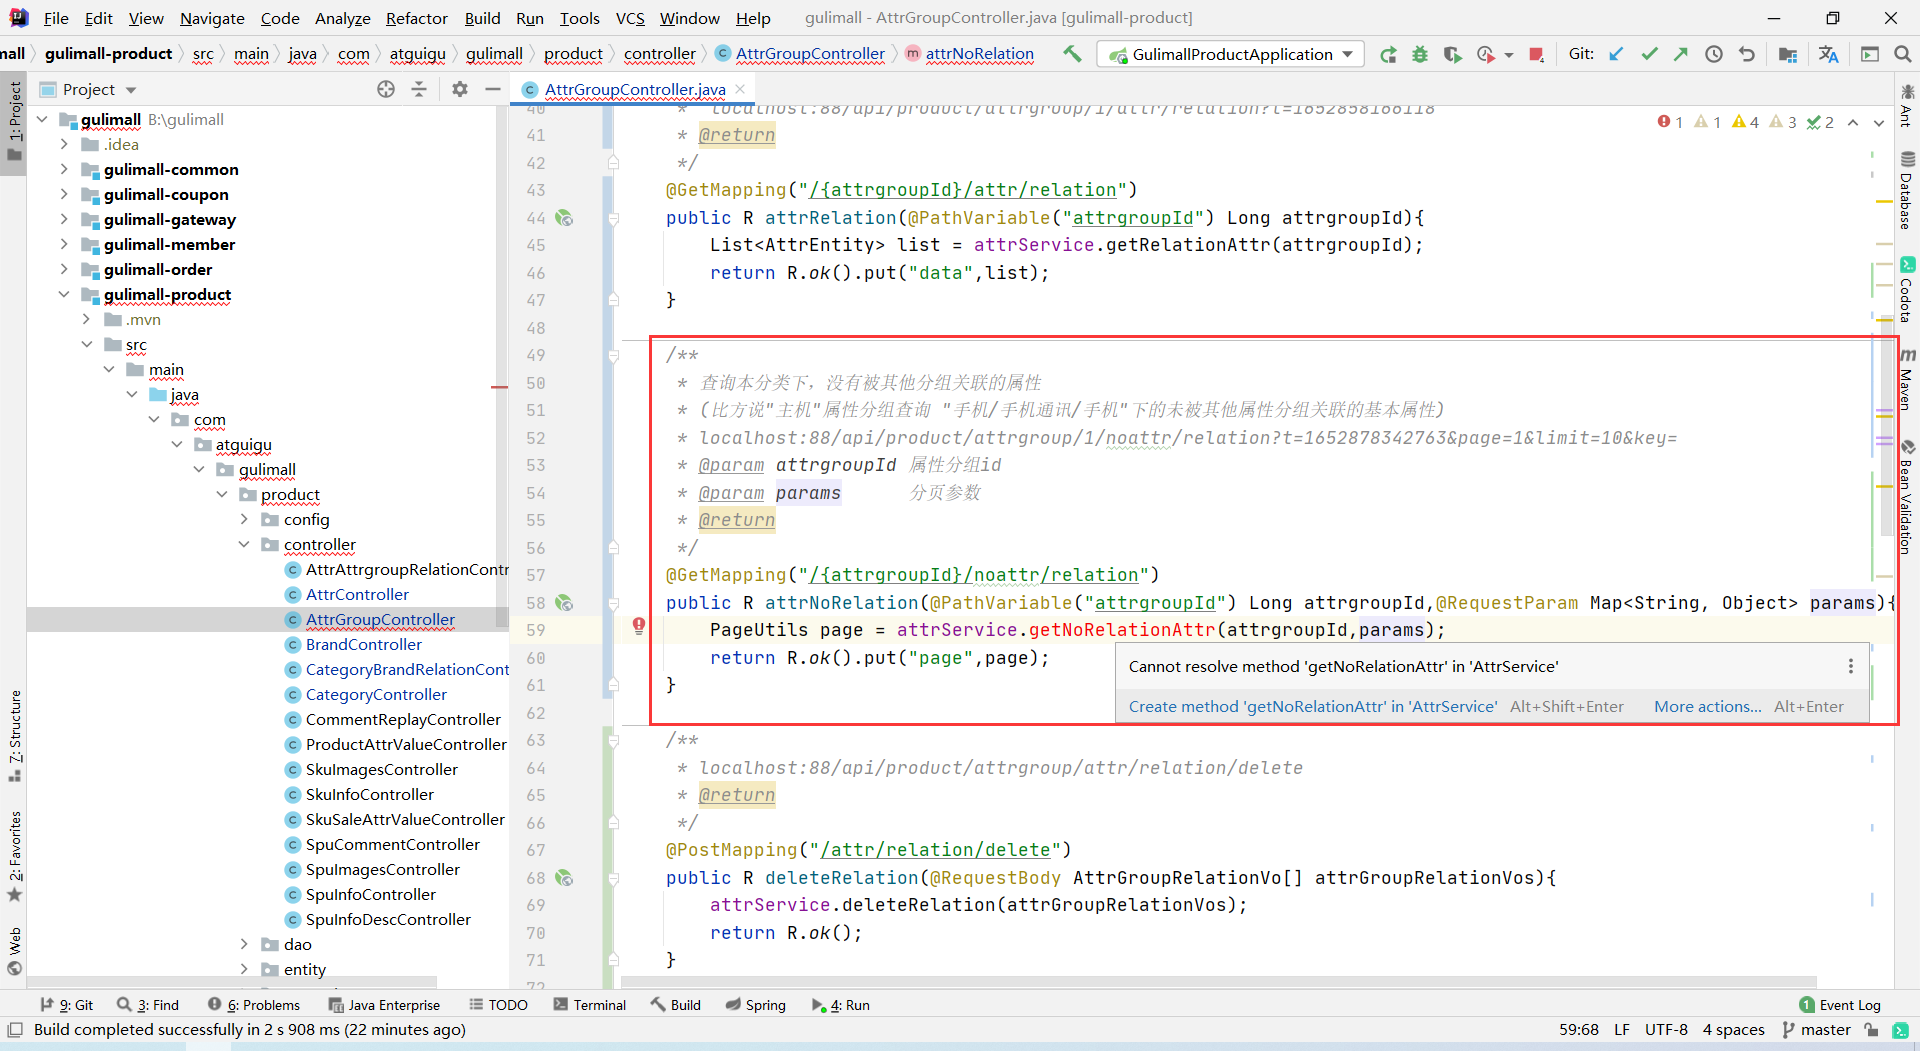 File Edit View Navigate Code Analyze Refactor Build Run Tools VCS Window Help gulimall - AttrGroupController.java [gulimall-product]
nall gulimall-product src main java com atguigu gulimall product controller AttrGroupController attrNoRelation GulimallProductApplication Git:
Project
AttrGroupController.java
1: Project
7: Structure
2: Favorites
Web
gulimall B:\gulimall
.idea
gulimall-common
gulimall-coupon
gulimall-gateway
gulimall-member
gulimall-order
gulimall-product
.mvn
src
main
java
com
atguigu
gulimall
product
config
controller
AttrAttrgroupRelationContr
AttrController
AttrGroupController
BrandController
CategoryBrandRelationCont
CategoryController
CommentReplayController
ProductAttrValueController
SkuImagesController
SkuInfoController
SkuSaleAttrValueController
SpuCommentController
SpuImagesController
SpuInfoController
SpuInfoDescController
dao
entity
1 1 4 3 2
40 * localhost:88/api/product/attrgroup/1/attr/relation?t=1652858166118
41 * @return
42 */
43 @GetMapping("/{attrgroupId}/attr/relation")
44 public R attrRelation(@PathVariable("attrgroupId") Long attrgroupId){
45 List<AttrEntity> list = attrService.getRelationAttr(attrgroupId);
46 return R.ok().put("data",list);
47 }
48
49 /**
50 * 查询本分类下，没有被其他分组关联的属性
51 * (比方说"主机"属性分组查询 "手机/手机通讯/手机"下的未被其他属性分组关联的基本属性)
52 * localhost:88/api/product/attrgroup/1/noattr/relation?t=1652878342763&page=1&limit=10&key=
53 * @param attrgroupId 属性分组id
54 * @param params 分页参数
55 * @return
56 */
57 @GetMapping("/{attrgroupId}/noattr/relation")
58 public R attrNoRelation(@PathVariable("attrgroupId") Long attrgroupId,@RequestParam Map<String, Object> params){
59 PageUtils page = attrService.getNoRelationAttr(attrgroupId,params);
60 return R.ok().put("page",page);
61 }
62
Cannot resolve method 'getNoRelationAttr' in 'AttrService'
Create method 'getNoRelationAttr' in 'AttrService' Alt+Shift+Enter More actions... Alt+Enter
63 /**
64 * localhost:88/api/product/attrgroup/attr/relation/delete
65 * @return
66 */
67 @PostMapping("/attr/relation/delete")
68 public R deleteRelation(@RequestBody AttrGroupRelationVo[] attrGroupRelationVos){
69 attrService.deleteRelation(attrGroupRelationVos);
70 return R.ok();
71 }
72
Ant
Database
Codota
Maven
Bean Validation
9: Git 3: Find 6: Problems Java Enterprise TODO Terminal Build Spring 4: Run 1 Event Log
Build completed successfully in 2 s 908 ms (22 minutes ago) 59:68 LF UTF-8 4 spaces master